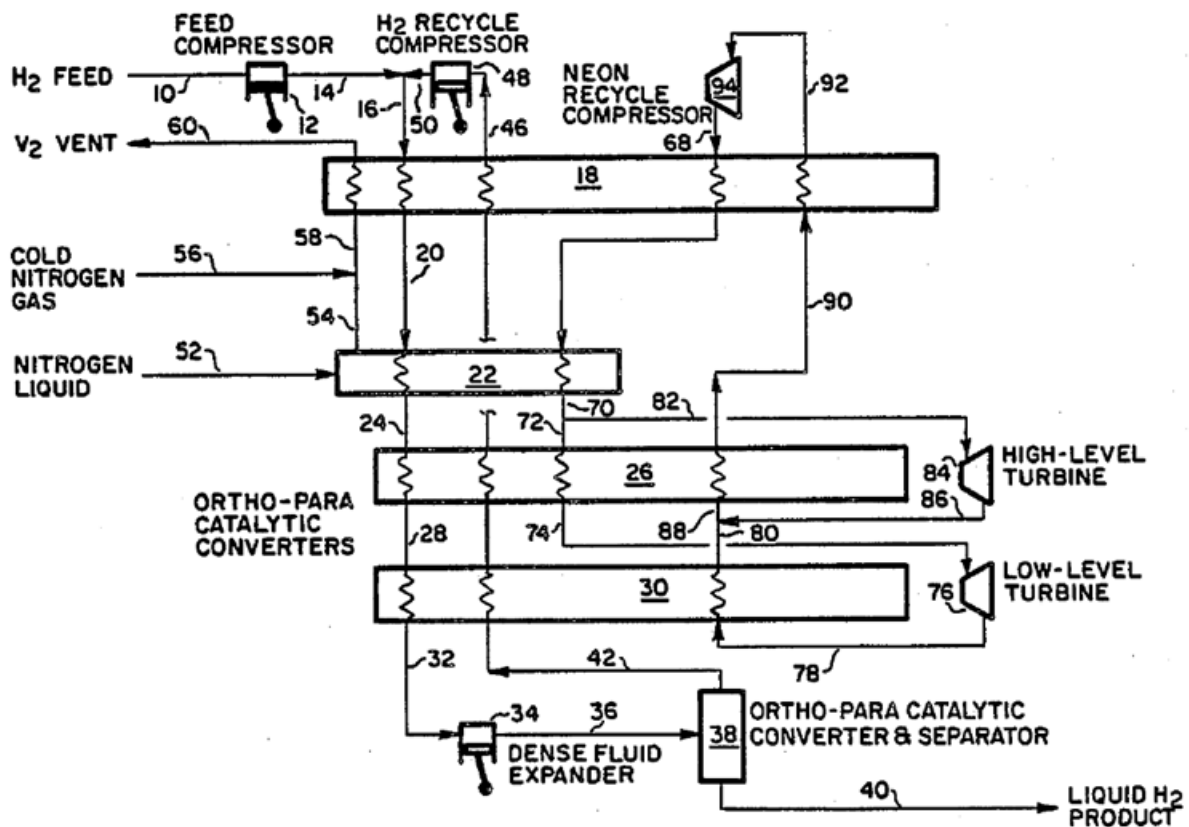 FEED
COMPRESSOR
H2 RECYCLE
COMPRESSOR
48
92
H2 FEED
10
12
14
16
50
46
NEON
RECYCLE
COMPRESSOR
94
68
V2 VENT
60
18
58
20
COLD
NITROGEN
GAS
56
54
90
NITROGEN
LIQUID
52
22
70
82
24
72
26
84
HIGH-LEVEL
TURBINE
86
ORTHO-PARA
CATALYTIC
CONVERTERS
28
74
88
80
30
76
LOW-LEVEL
TURBINE
78
32
42
34
36
38
DENSE FLUID
EXPANDER
ORTHO-PARA CATALYTIC
CONVERTER & SEPARATOR
40
LIQUID H2
PRODUCT